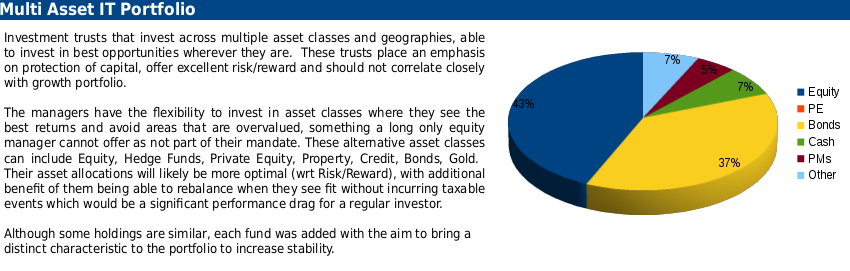 Multi Asset IT Portfolio
Investment trusts that invest across multiple asset classes and geographies, able
to invest in best opportunities wherever they are. These trusts place an emphasis
on protection of capital, offer excellent risk/reward and should not correlate closely
with growth portfolio.
The managers have the flexibility to invest in asset classes where they see the
best returns and avoid areas that are overvalued, something a long only equity
manager cannot offer as not part of their mandate. These alternative asset classes
can include Equity, Hedge Funds, Private Equity, Property, Credit, Bonds, Gold.
Their asset allocations will likely be more optimal (wrt Risk/Reward), with additional
benefit of them being able to rebalance when they see fit without incurring taxable
events which would be a significant performance drag for a regular investor.
Although some holdings are similar, each fund was added with the aim to bring a
distinct characteristic to the portfolio to increase stability.
7%
5%
7%
43%
37%
Equity
PE
Bonds
Cash
PMs
Other